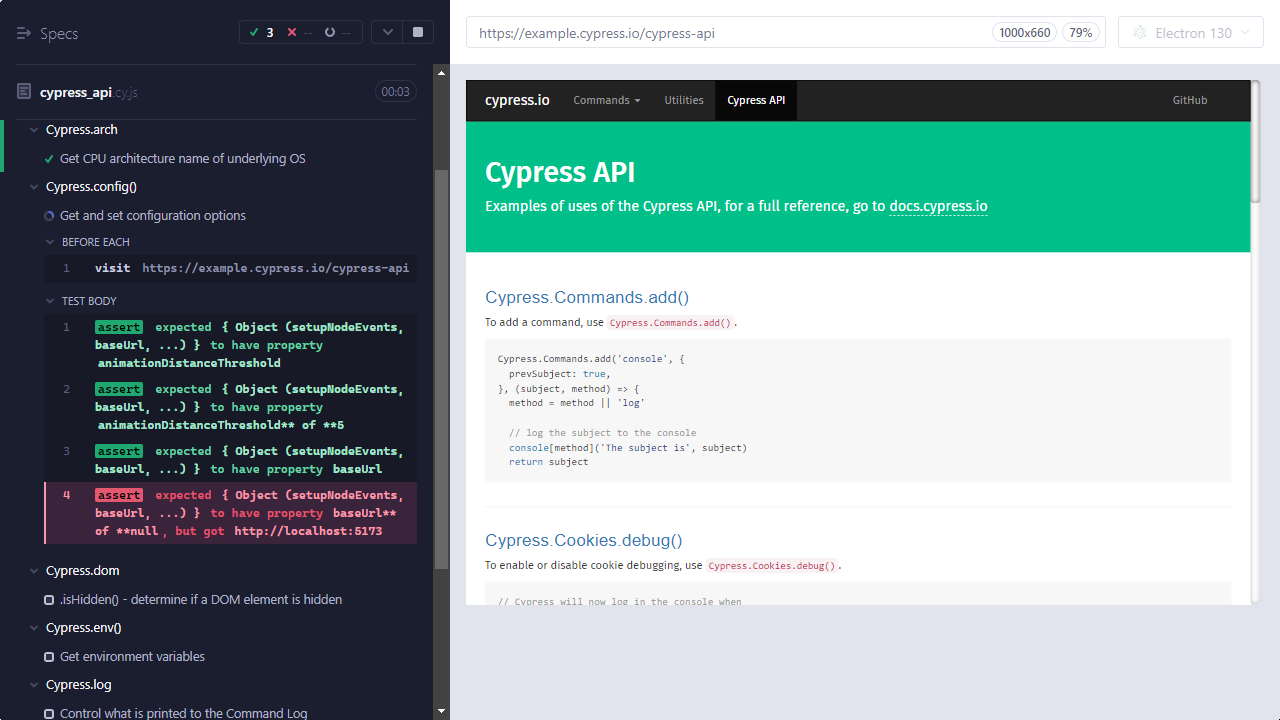 Specs
3
--
--
cypress_api.cy.js
00:03
Cypress.arch
Get CPU architecture name of underlying OS
Cypress.config()
Get and set configuration options
BEFORE EACH
1 visit https://example.cypress.io/cypress-api
TEST BODY
1 assert expected { Object (setupNodeEvents,
baseUrl, ...) } to have property
animationDistanceThreshold
2 assert expected { Object (setupNodeEvents,
baseUrl, ...) } to have property
animationDistanceThreshold** of **5
3 assert expected { Object (setupNodeEvents,
baseUrl, ...) } to have property baseUrl
4 assert expected { Object (setupNodeEvents,
baseUrl, ...) } to have property baseUrl**
of **null, but got http://localhost:5173
Cypress.dom
.isHidden() - determine if a DOM element is hidden
Cypress.env()
Get environment variables
Cypress.log
Control what is printed to the Command Log
https://example.cypress.io/cypress-api
1000x660
79%
Electron 130
cypress.io
Commands
Utilities
Cypress API
GitHub
Cypress API
Examples of uses of the Cypress API, for a full reference, go to docs.cypress.io
Cypress.Commands.add()
To add a command, use Cypress.Commands.add().
Cypress.Commands.add('console', {
prevSubject: true,
}, (subject, method) => {
method = method || 'log'
// log the subject to the console
console[method]('The subject is', subject)
return subject
Cypress.Cookies.debug()
To enable or disable cookie debugging, use Cypress.Cookies.debug().
// Cypress will now log in the console when